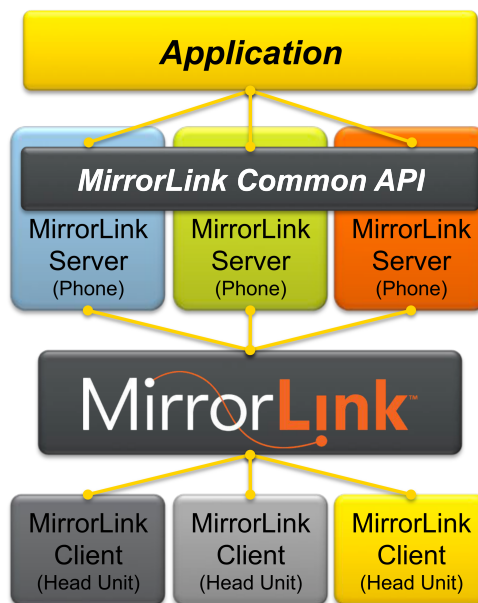 Application
MirrorLink Common API
MirrorLink MirrorLink MirrorLink
Server Server Server
(Phone) (Phone) (Phone)
MirrorLink™
MirrorLink MirrorLink MirrorLink
Client Client Client
(Head Unit) (Head Unit) (Head Unit)